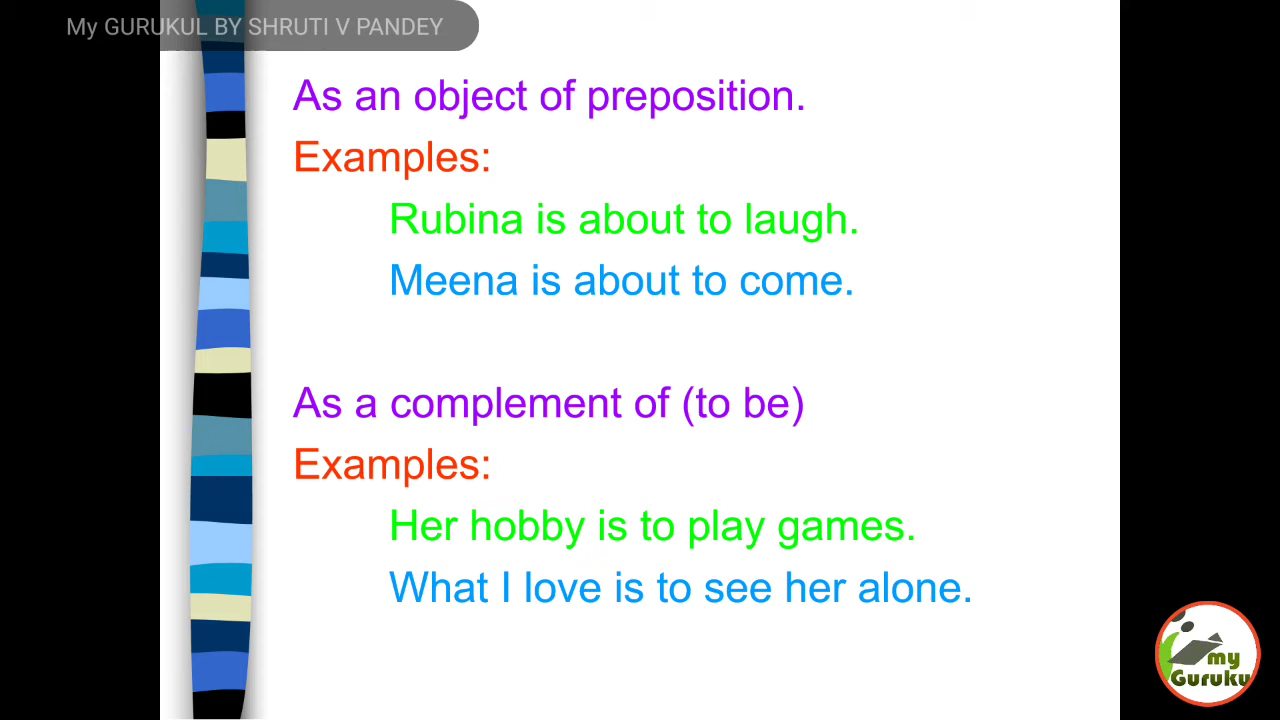 My GURUKUL BY SHRUTI V PANDEY
As an object of preposition.
Examples:
Rubina is about to laugh.
Meena is about to come.
As a complement of (to be)
Examples:
Her hobby is to play games.
What I love is to see her alone.
my
Guruku